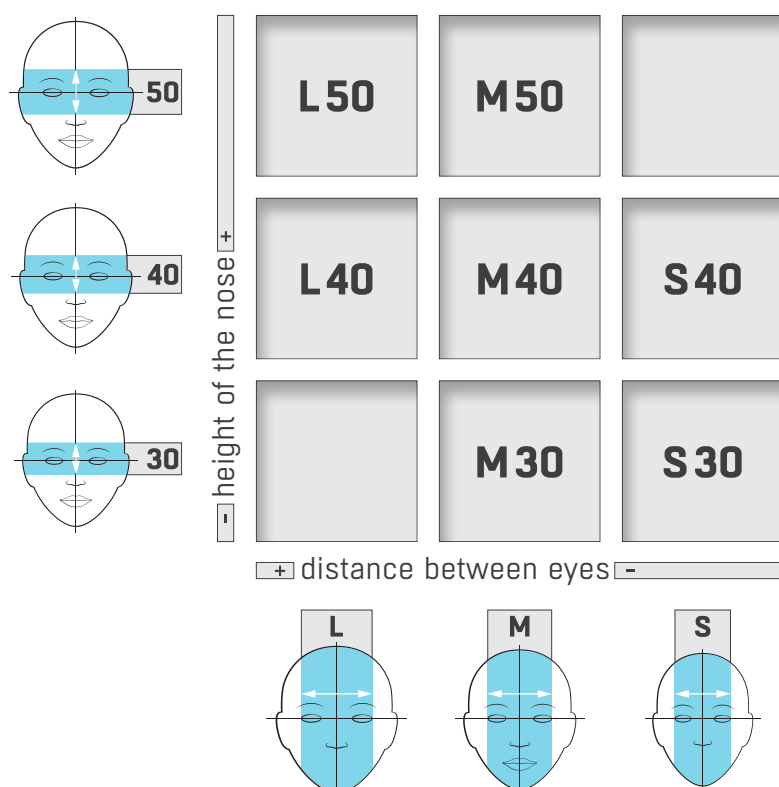 50
L50
M50
40
+
L40
M40
S40
height of the nose
30
-
M30
S30
+ distance between eyes -
L
M
S